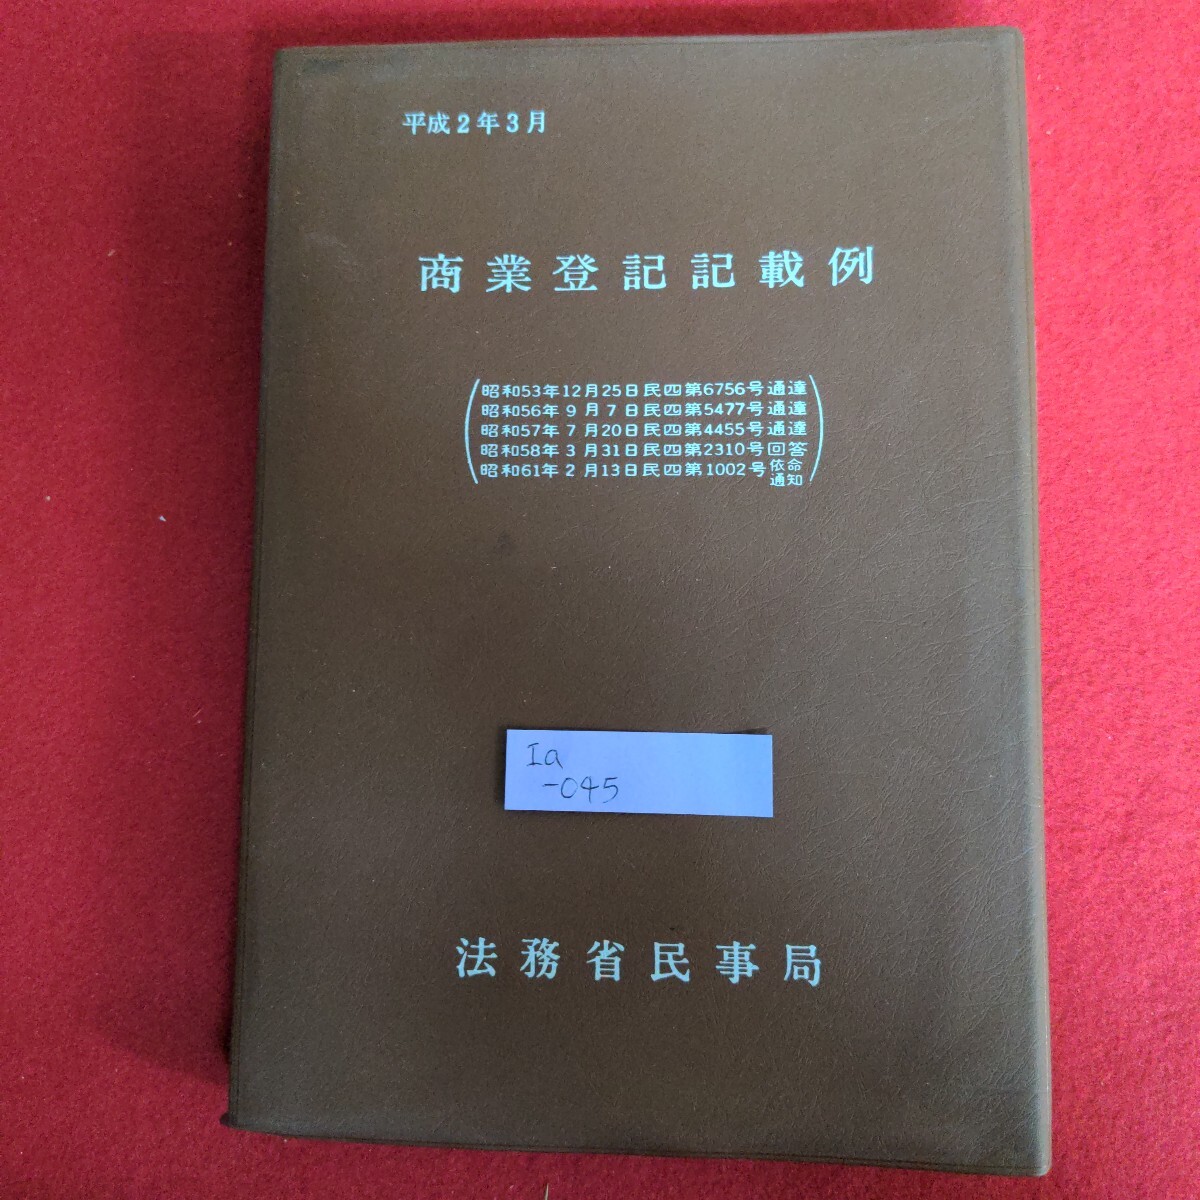 平成2年3月
商業登記記載例
昭和53年12月25日民四第6756号通達
昭和56年9月7日民四第5477号通達
昭和57年7月20日民四第4455号通達
昭和58年3月31日民四第2310号回答
昭和61年2月13日民四第1002号依命通知
Ia
-045
法務省民事局